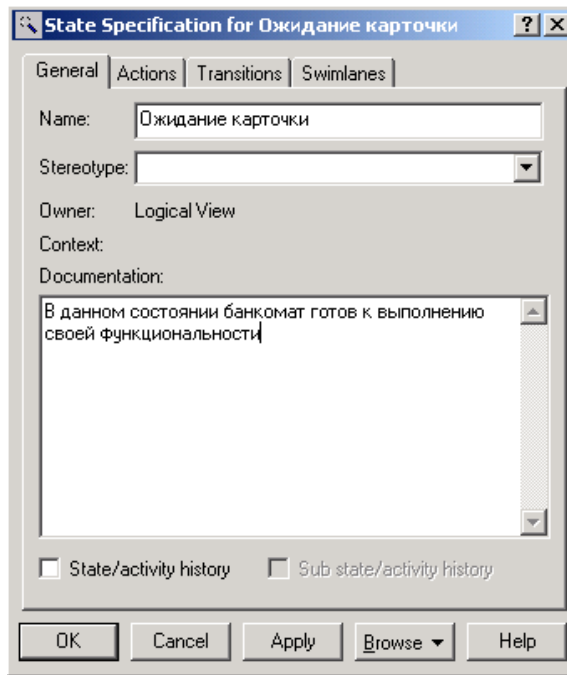 State Specification for Ожидание карточки
General Actions Transitions Swimlanes
Name: Ожидание карточки
Stereotype:
Owner: Logical View
Context:
Documentation:
В данном состоянии банкомат готов к выполнению
своей функциональности
State/activity history Sub state/activity history
OK Cancel Apply Browse Help